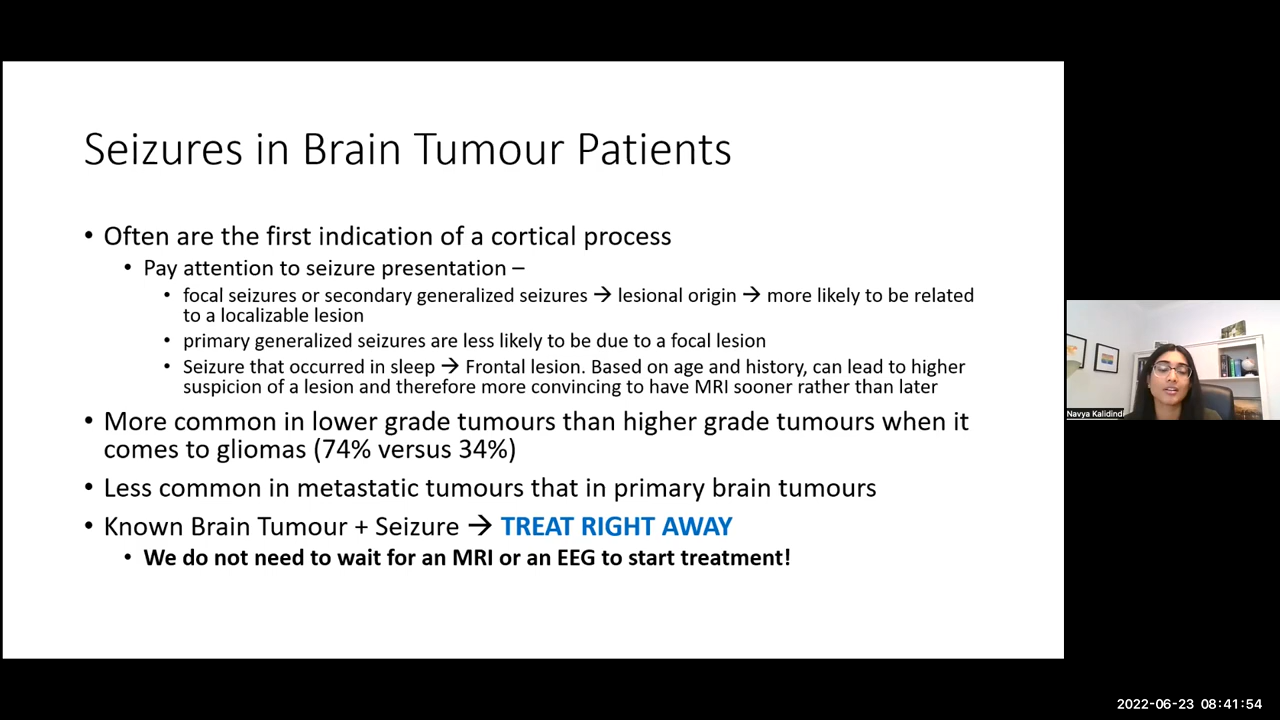 Seizures in Brain Tumour Patients
• Often are the first indication of a cortical process
• Pay attention to seizure presentation –
• focal seizures or secondary generalized seizures → lesional origin → more likely to be related
to a localizable lesion
• primary generalized seizures are less likely to be due to a focal lesion
• Seizure that occurred in sleep → Frontal lesion. Based on age and history, can lead to higher
suspicion of a lesion and therefore more convincing to have MRI sooner rather than later
• More common in lower grade tumours than higher grade tumours when it
comes to gliomas (74% versus 34%)
• Less common in metastatic tumours that in primary brain tumours
• Known Brain Tumour + Seizure → TREAT RIGHT AWAY
• We do not need to wait for an MRI or an EEG to start treatment!
Navya Kalidindi
2022-06-23 08:41:54